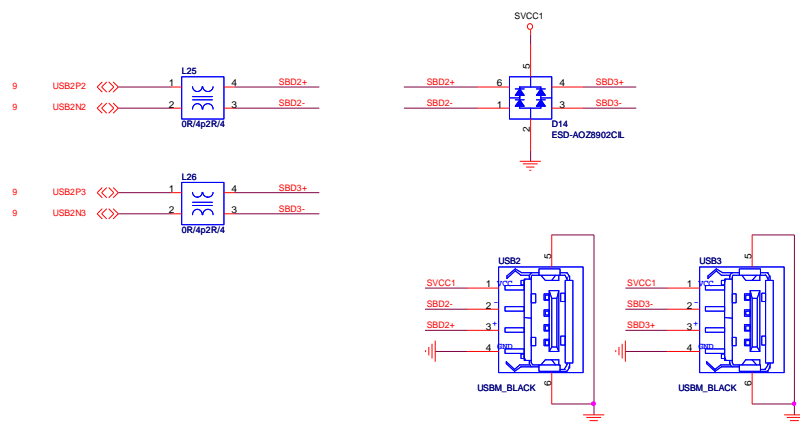 SVCC1
L25
9 USB2P2 1 4 SBD2+
9 USB2N2 2 3 SBD2-
0R/4p2R/4
5
SBD2+ 6 4 SBD3+
SBD2- 1 3 SBD3-
2
D14
ESD-AOZ8902CIL
L26
9 USB2P3 1 4 SBD3+
9 USB2N3 2 3 SBD3-
0R/4p2R/4
USB2 5
SVCC1 1 VCC
SBD2- 2 -
SBD2+ 3 +
4 GND
6
USBM_BLACK
USB3 5
SVCC1 1 VCC
SBD3- 2 -
SBD3+ 3 +
4 GND
6
USBM_BLACK